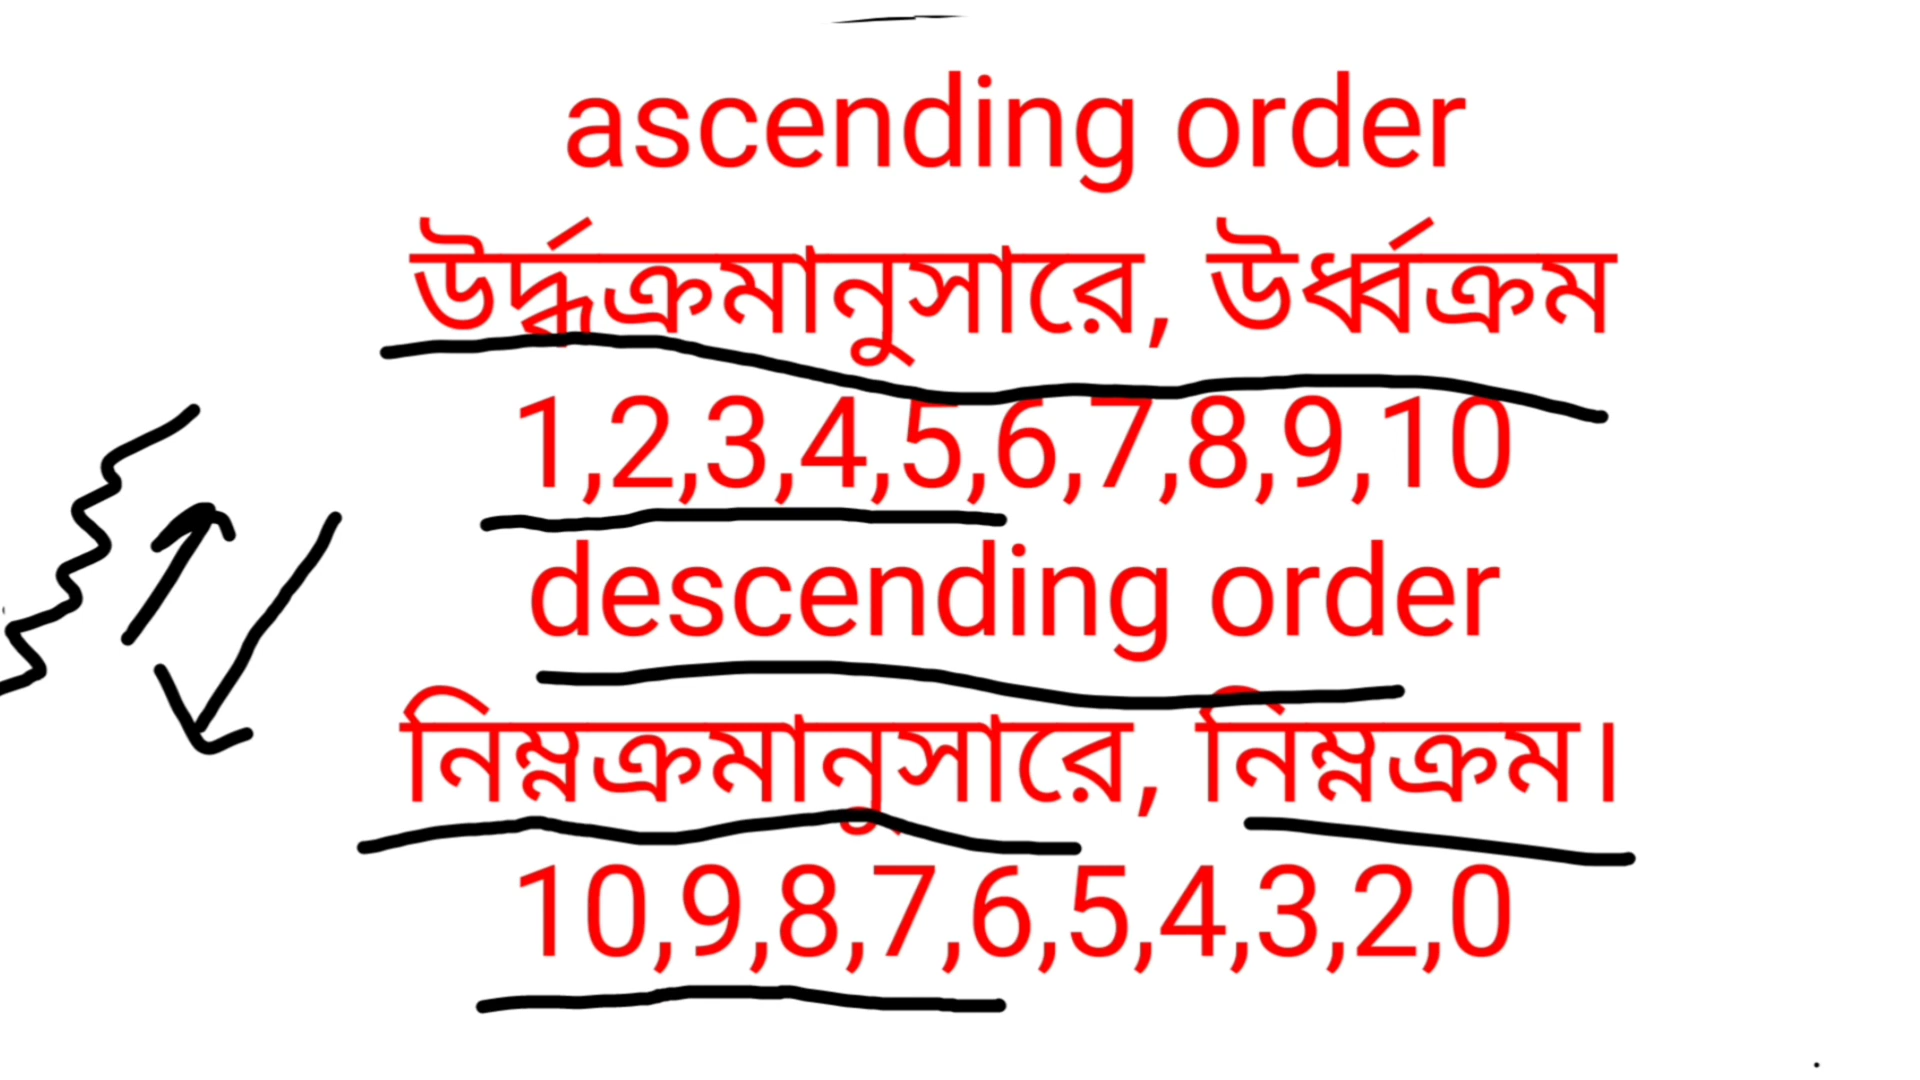 ascending order
উর্দ্ধক্রমানুসারে, উর্ধ্বক্রম
1,2,3,4,5,6,7,8,9,10
descending order
নিম্নক্রমানুসারে, নিম্নক্রম।
10,9,8,7,6,5,4,3,2,0